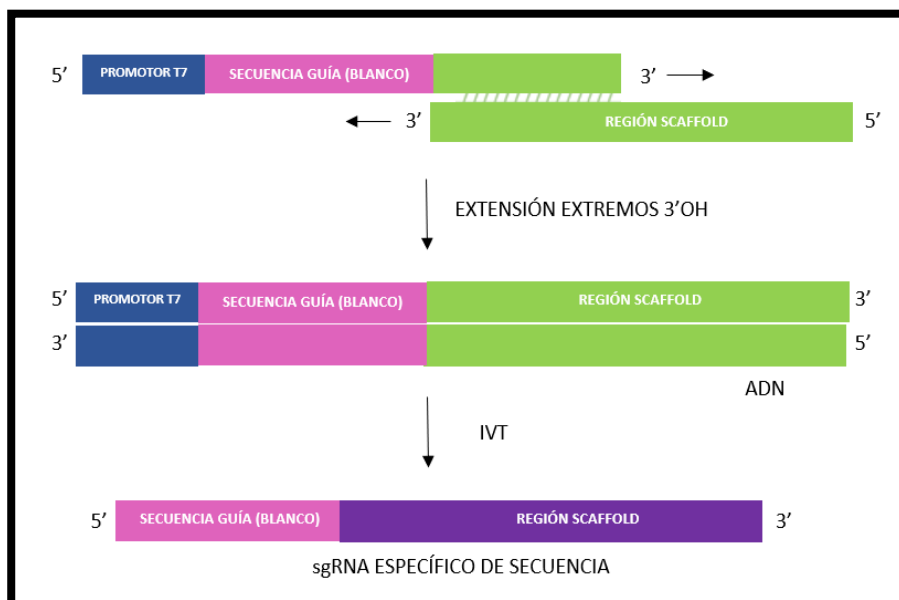 5’ PROMOTOR T7 SECUENCIA GUÍA (BLANCO) 3’
3’ REGIÓN SCAFFOLD 5’
EXTENSIÓN EXTREMOS 3’OH
5’ PROMOTOR T7 SECUENCIA GUÍA (BLANCO) REGIÓN SCAFFOLD 3’
3’ 5’
ADN
IVT
5’ SECUENCIA GUÍA (BLANCO) REGIÓN SCAFFOLD 3’
sgRNA ESPECÍFICO DE SECUENCIA